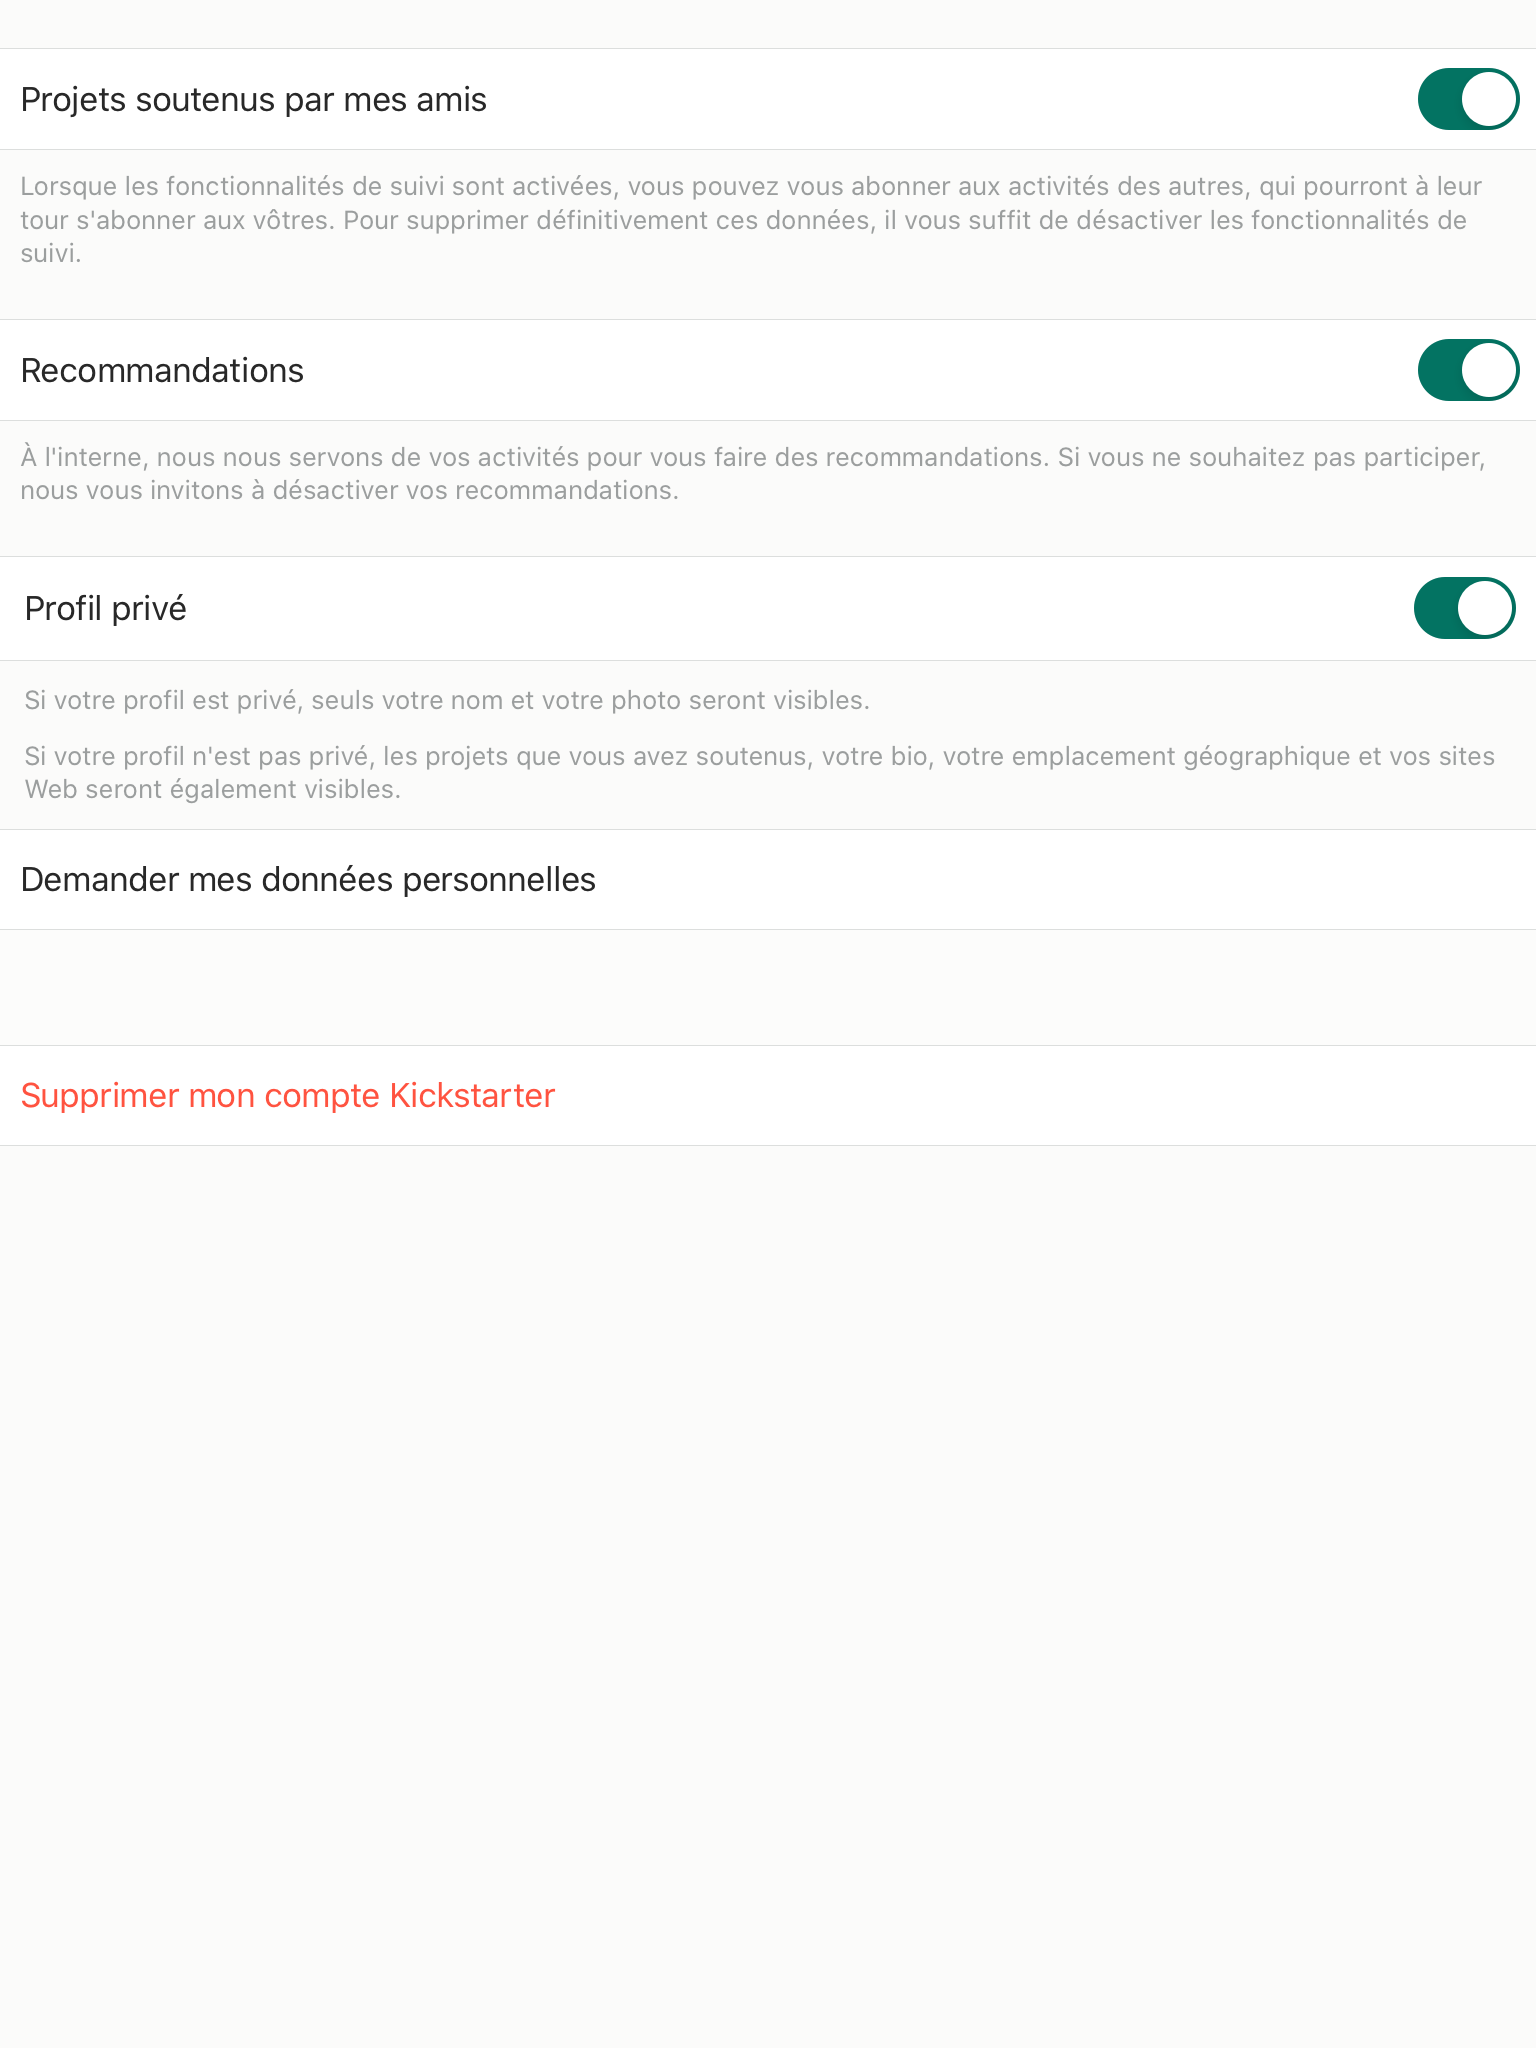 Projets soutenus par mes amis
Lorsque les fonctionnalités de suivi sont activées, vous pouvez vous abonner aux activités des autres, qui pourront à leur
tour s'abonner aux vôtres. Pour supprimer définitivement ces données, il vous suffit de désactiver les fonctionnalités de
suivi.
Recommandations
À l'interne, nous nous servons de vos activités pour vous faire des recommandations. Si vous ne souhaitez pas participer,
nous vous invitons à désactiver vos recommandations.
Profil privé
Si votre profil est privé, seuls votre nom et votre photo seront visibles.
Si votre profil n'est pas privé, les projets que vous avez soutenus, votre bio, votre emplacement géographique et vos sites
Web seront également visibles.
Demander mes données personnelles
Supprimer mon compte Kickstarter